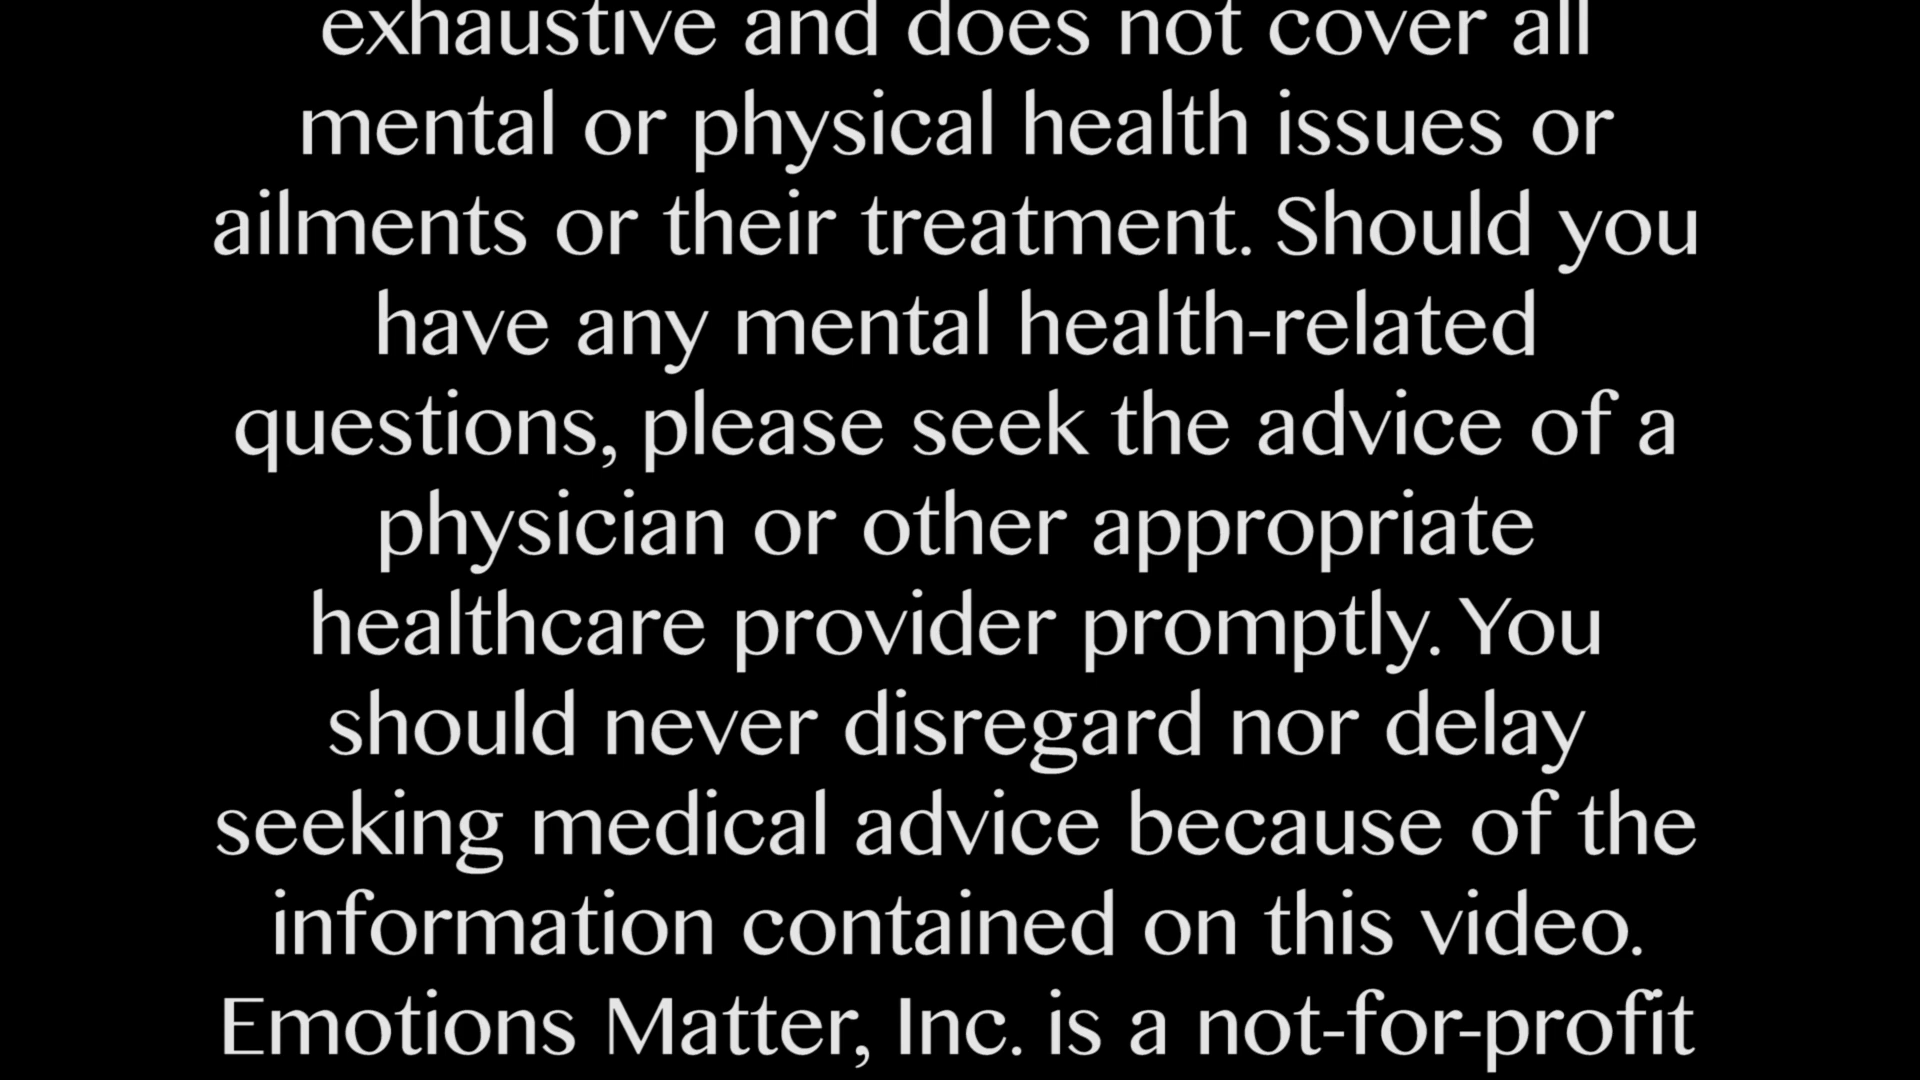 exhaustive and does not cover all
mental or physical health issues or
ailments or their treatment. Should you
have any mental health-related
questions, please seek the advice of a
physician or other appropriate
healthcare provider promptly. You
should never disregard nor delay
seeking medical advice because of the
information contained on this video.
Emotions Matter, Inc. is a not-for-profit